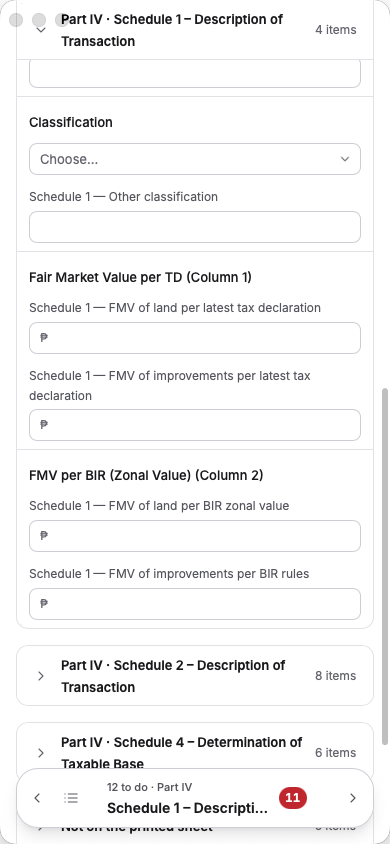 Part IV · Schedule 1 – Description of
Transaction
4 items
Classification
Choose...
Schedule 1 — Other classification
Fair Market Value per TD (Column 1)
Schedule 1 — FMV of land per latest tax declaration
₱
Schedule 1 — FMV of improvements per latest tax
declaration
₱
FMV per BIR (Zonal Value) (Column 2)
Schedule 1 — FMV of land per BIR zonal value
₱
Schedule 1 — FMV of improvements per BIR rules
₱
Part IV · Schedule 2 – Description of
Transaction
8 items
Part IV · Schedule 4 – Determination of
Taxable Base
6 items
12 to do · Part IV
Schedule 1 – Descripti...
11
Not on the printed sheet